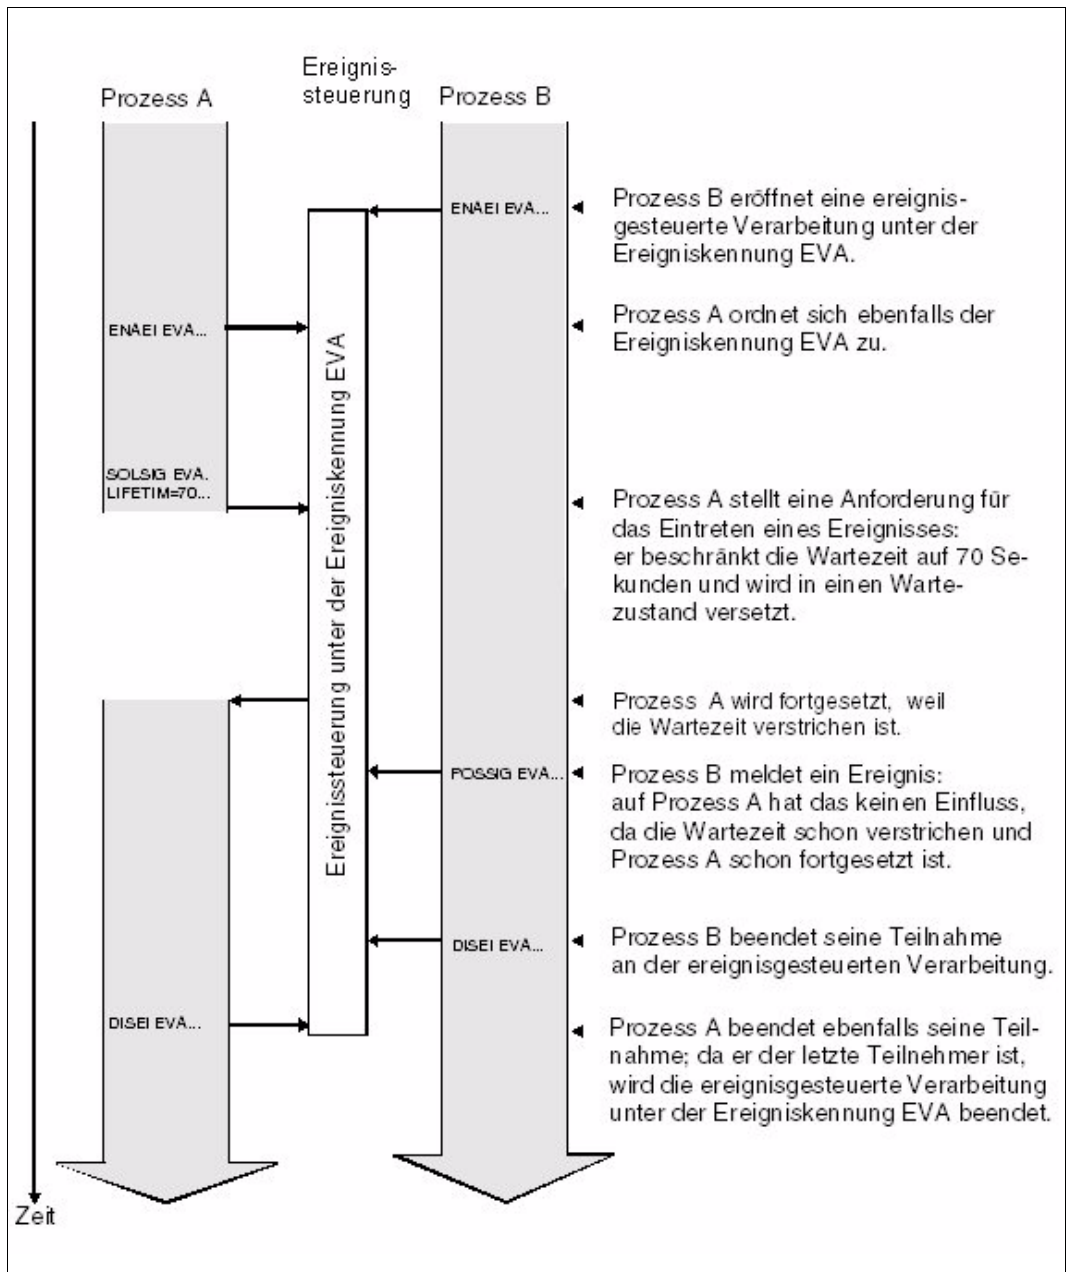 Ereignis-
steuerung
Prozess A
Prozess B
ENAEI EVA...
Prozess B eröffnet eine ereignis-
gesteuerte Verarbeitung unter der
Ereigniskennung EVA.
ENAEI EVA...
Prozess A ordnet sich ebenfalls der
Ereigniskennung EVA zu.
Ereignissteuerung unter der Ereigniskennung EVA
SOLSIG EVA.
LIFETIM=70...
Prozess A stellt eine Anforderung für
das Eintreten eines Ereignisses:
er beschränkt die Wartezeit auf 70 Se-
kunden und wird in einen Warte-
zustand versetzt.
Prozess A wird fortgesetzt, weil
die Wartezeit verstrichen ist.
POSSIG EVA...
Prozess B meldet ein Ereignis:
auf Prozess A hat das keinen Einfluss,
da die Wartezeit schon verstrichen und
Prozess A schon fortgesetzt ist.
DISEI EVA...
Prozess B beendet seine Teilnahme
an der ereignisgesteuerten Verarbeitung.
DISEI EVA...
Prozess A beendet ebenfalls seine Teil-
nahme; da er der letzte Teilnehmer ist,
wird die ereignisgesteuerte Verarbeitung
unter der Ereigniskennung EVA beendet.
Zeit